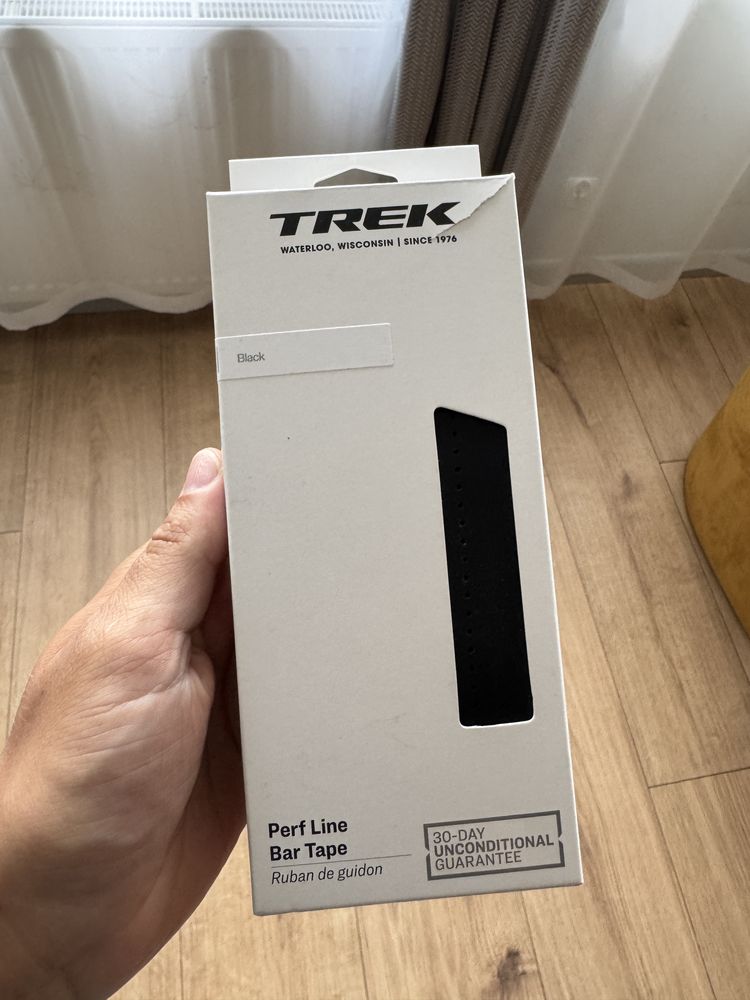 TREK
WATERLOO, WISCONSIN | SINCE 1976
Black
Perf Line
Bar Tape
Ruban de guidon
30-DAY
UNCONDITIONAL
GUARANTEE